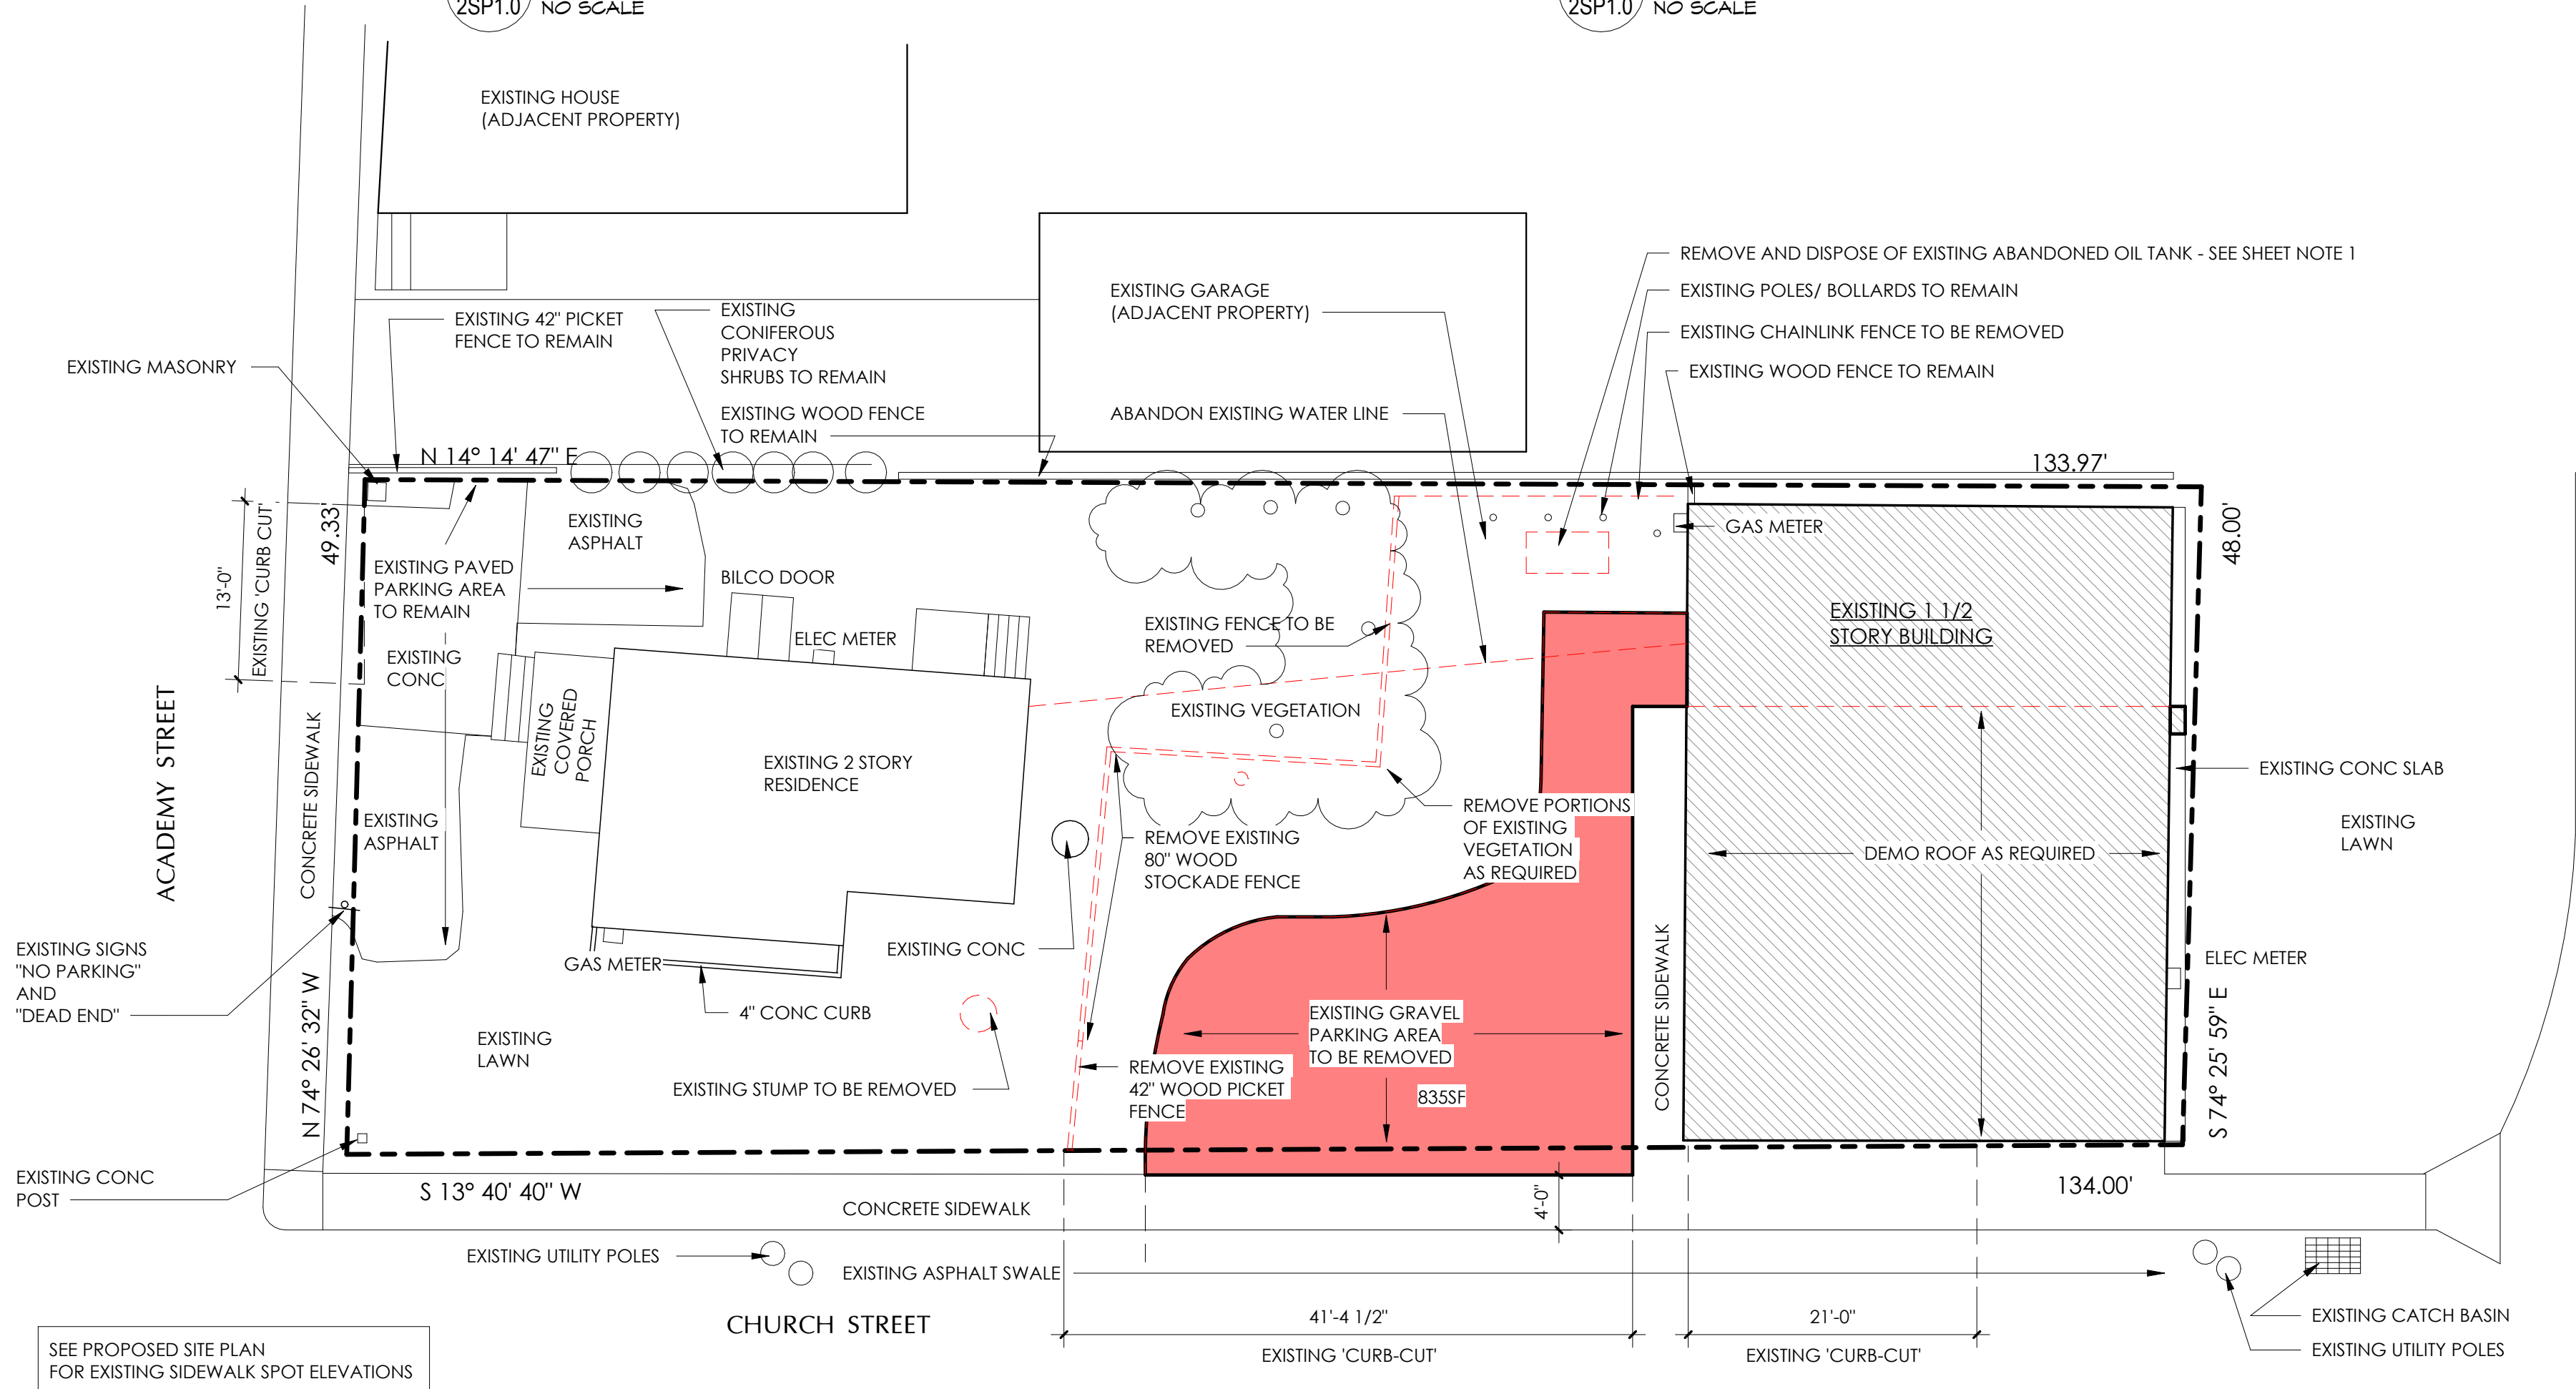 2SP1.0 NO SCALE
2SP1.0 NO SCALE
EXISTING HOUSE
(ADJACENT PROPERTY)
REMOVE AND DISPOSE OF EXISTING ABANDONED OIL TANK - SEE SHEET NOTE 1
EXISTING POLES/ BOLLARDS TO REMAIN
EXISTING CHAINLINK FENCE TO BE REMOVED
EXISTING WOOD FENCE TO REMAIN
EXISTING GARAGE
(ADJACENT PROPERTY)
ABANDON EXISTING WATER LINE
EXISTING 42" PICKET
FENCE TO REMAIN
EXISTING
CONIFEROUS
PRIVACY
SHRUBS TO REMAIN
EXISTING WOOD FENCE
TO REMAIN
EXISTING MASONRY
N 14° 14' 47" E
133.97'
49.33'
48.00'
13'-0"
EXISTING 'CURB CUT'
EXISTING
ASPHALT
EXISTING PAVED
PARKING AREA
TO REMAIN
BILCO DOOR
ELEC METER
EXISTING
CONC
EXISTING
COVERED
PORCH
EXISTING 2 STORY
RESIDENCE
EXISTING FENCE TO BE
REMOVED
EXISTING VEGETATION
GAS METER
EXISTING 1 1/2
STORY BUILDING
ACADEMY STREET
CONCRETE SIDEWALK
EXISTING
ASPHALT
REMOVE EXISTING
80" WOOD
STOCKADE FENCE
REMOVE PORTIONS
OF EXISTING
VEGETATION
AS REQUIRED
DEMO ROOF AS REQUIRED
EXISTING CONC SLAB
EXISTING
LAWN
EXISTING SIGNS
"NO PARKING"
AND
"DEAD END"
GAS METER
EXISTING CONC
4" CONC CURB
ELEC METER
N 74° 26' 32" W
EXISTING
LAWN
EXISTING STUMP TO BE REMOVED
REMOVE EXISTING
42" WOOD PICKET
FENCE
EXISTING GRAVEL
PARKING AREA
TO BE REMOVED
835SF
CONCRETE SIDEWALK
S 74° 25' 59" E
EXISTING CONC
POST
S 13° 40' 40" W
134.00'
CONCRETE SIDEWALK
4'-0"
EXISTING UTILITY POLES
EXISTING ASPHALT SWALE
CHURCH STREET
41'-4 1/2"
EXISTING 'CURB-CUT'
21'-0"
EXISTING 'CURB-CUT'
EXISTING CATCH BASIN
EXISTING UTILITY POLES
SEE PROPOSED SITE PLAN
FOR EXISTING SIDEWALK SPOT ELEVATIONS